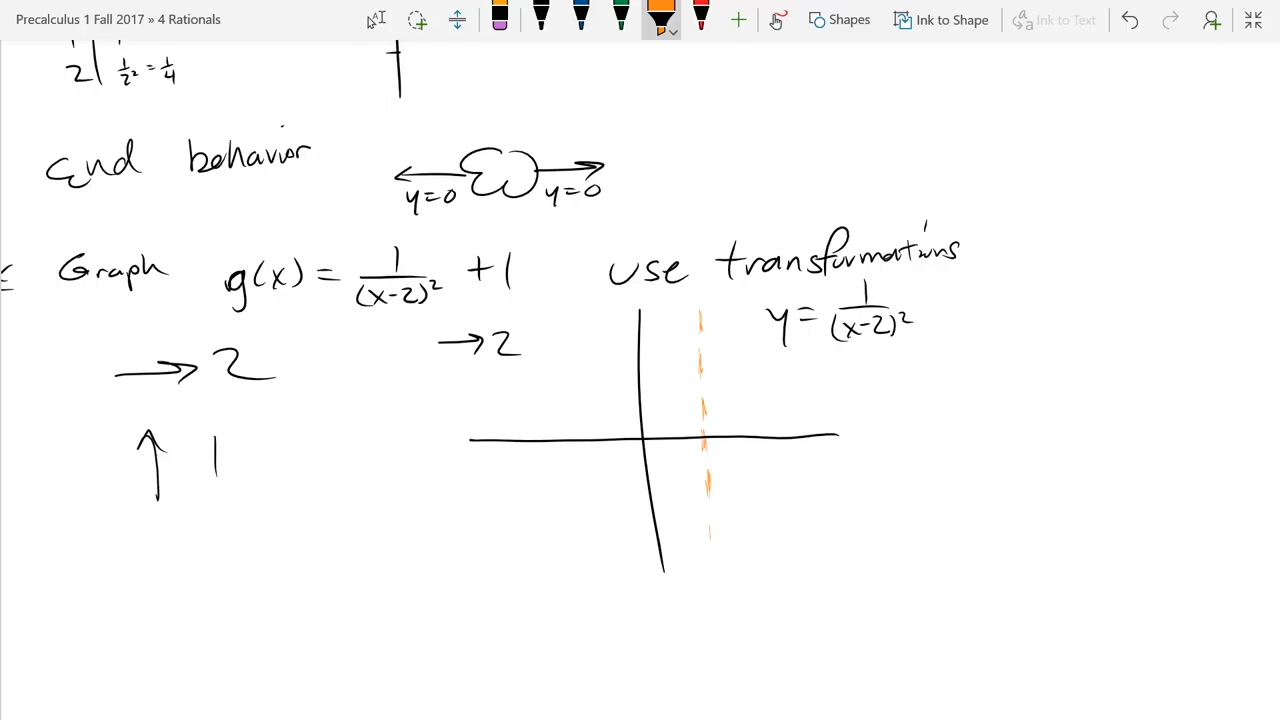 Precalculus 1 Fall 2017 » 4 Rationals
Shapes
Ink to Shape
Ink to Text
2 | 1/2² = 1/4
End behavior
y=0 y=0
Graph g(x) = 1/(x-2)² + 1 use transformations
y = 1/(x-2)²
→ 2
→ 2
↑ 1